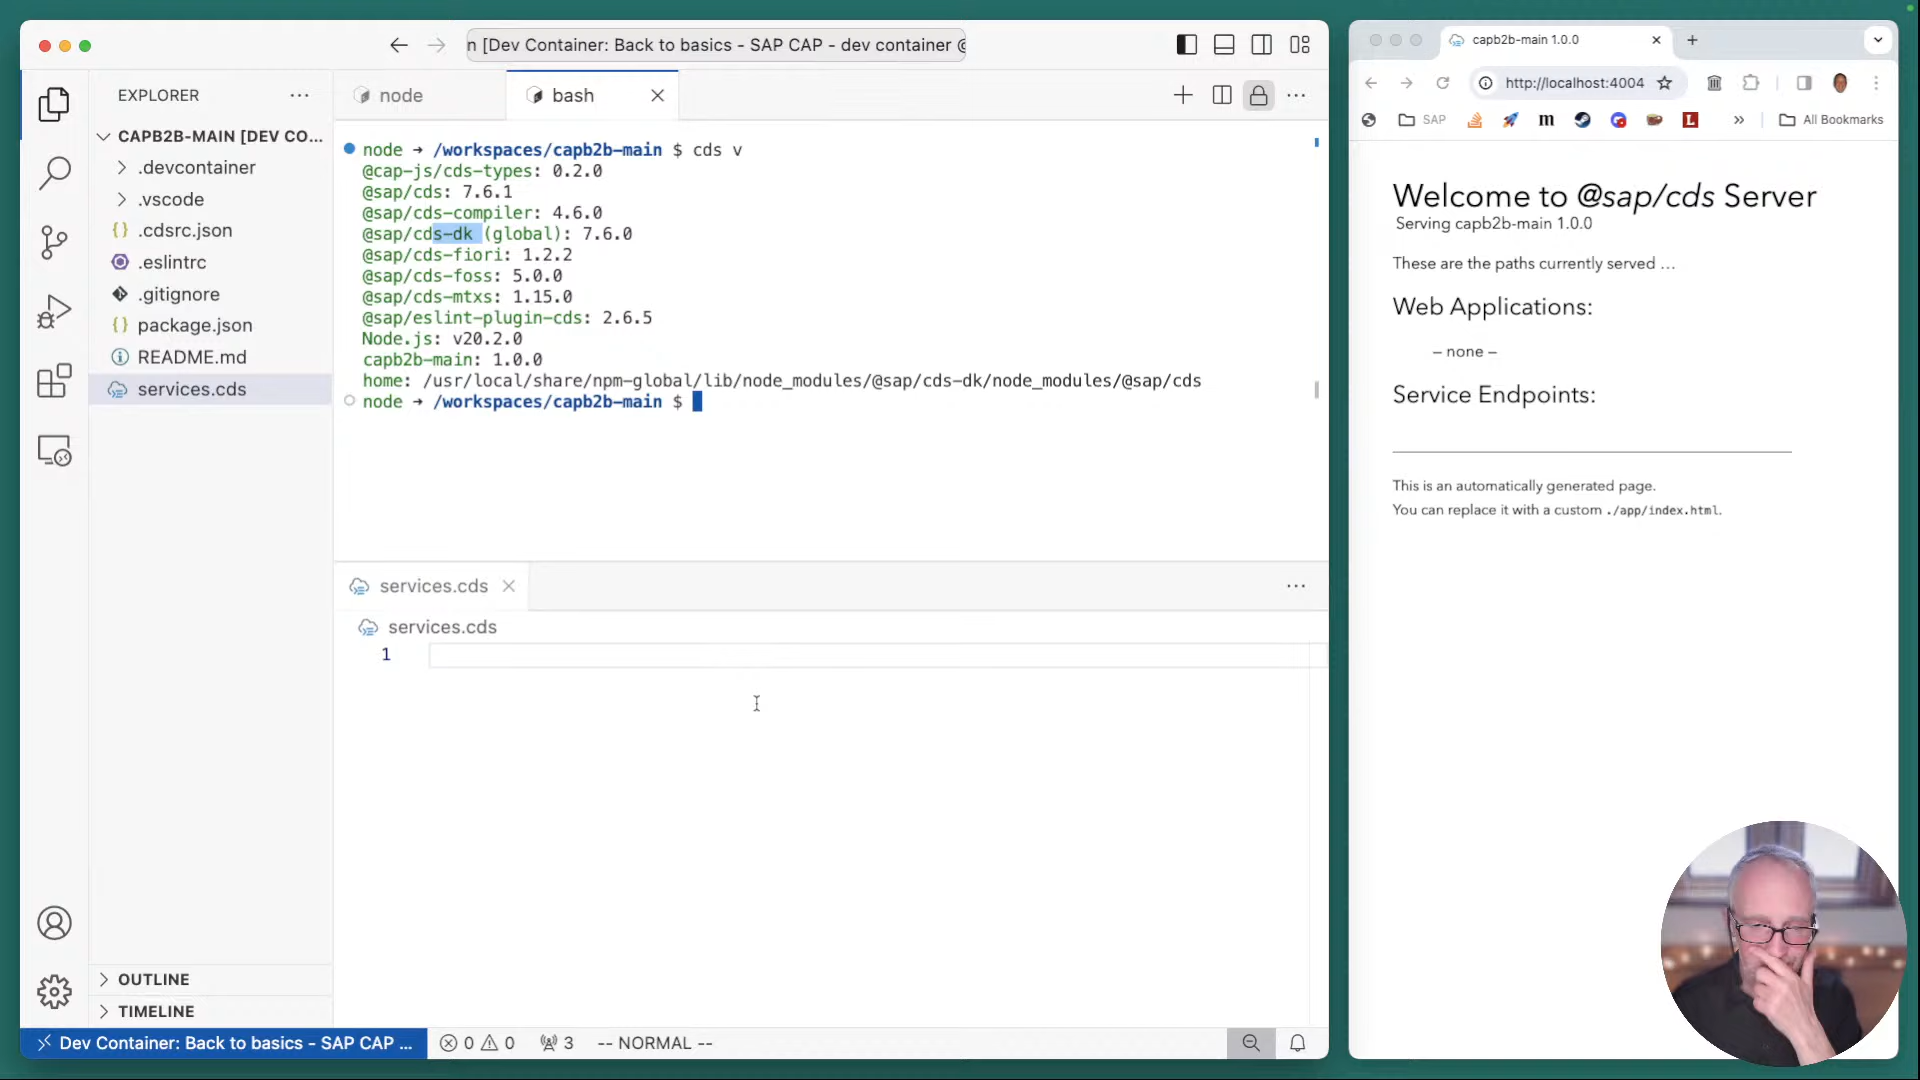 n [Dev Container: Back to basics - SAP CAP - dev container @
EXPLORER
CAPB2B-MAIN [DEV CO...
.devcontainer
.vscode
{} .cdsrc.json
.eslintrc
.gitignore
{} package.json
README.md
services.cds
OUTLINE
TIMELINE
node
bash
node → /workspaces/capb2b-main $ cds v
@cap-js/cds-types: 0.2.0
@sap/cds: 7.6.1
@sap/cds-compiler: 4.6.0
@sap/cds-dk (global): 7.6.0
@sap/cds-fiori: 1.2.2
@sap/cds-foss: 5.0.0
@sap/cds-mtxs: 1.15.0
@sap/eslint-plugin-cds: 2.6.5
Node.js: v20.2.0
capb2b-main: 1.0.0
home: /usr/local/share/npm-global/lib/node_modules/@sap/cds-dk/node_modules/@sap/cds
node → /workspaces/capb2b-main $
services.cds
services.cds
1
Dev Container: Back to basics - SAP CAP ...
0 0
3
-- NORMAL --
capb2b-main 1.0.0
http://localhost:4004
SAP
m
L
»
All Bookmarks
Welcome to @sap/cds Server
Serving capb2b-main 1.0.0
These are the paths currently served …
Web Applications:
– none –
Service Endpoints:
This is an automatically generated page.
You can replace it with a custom ./app/index.html.